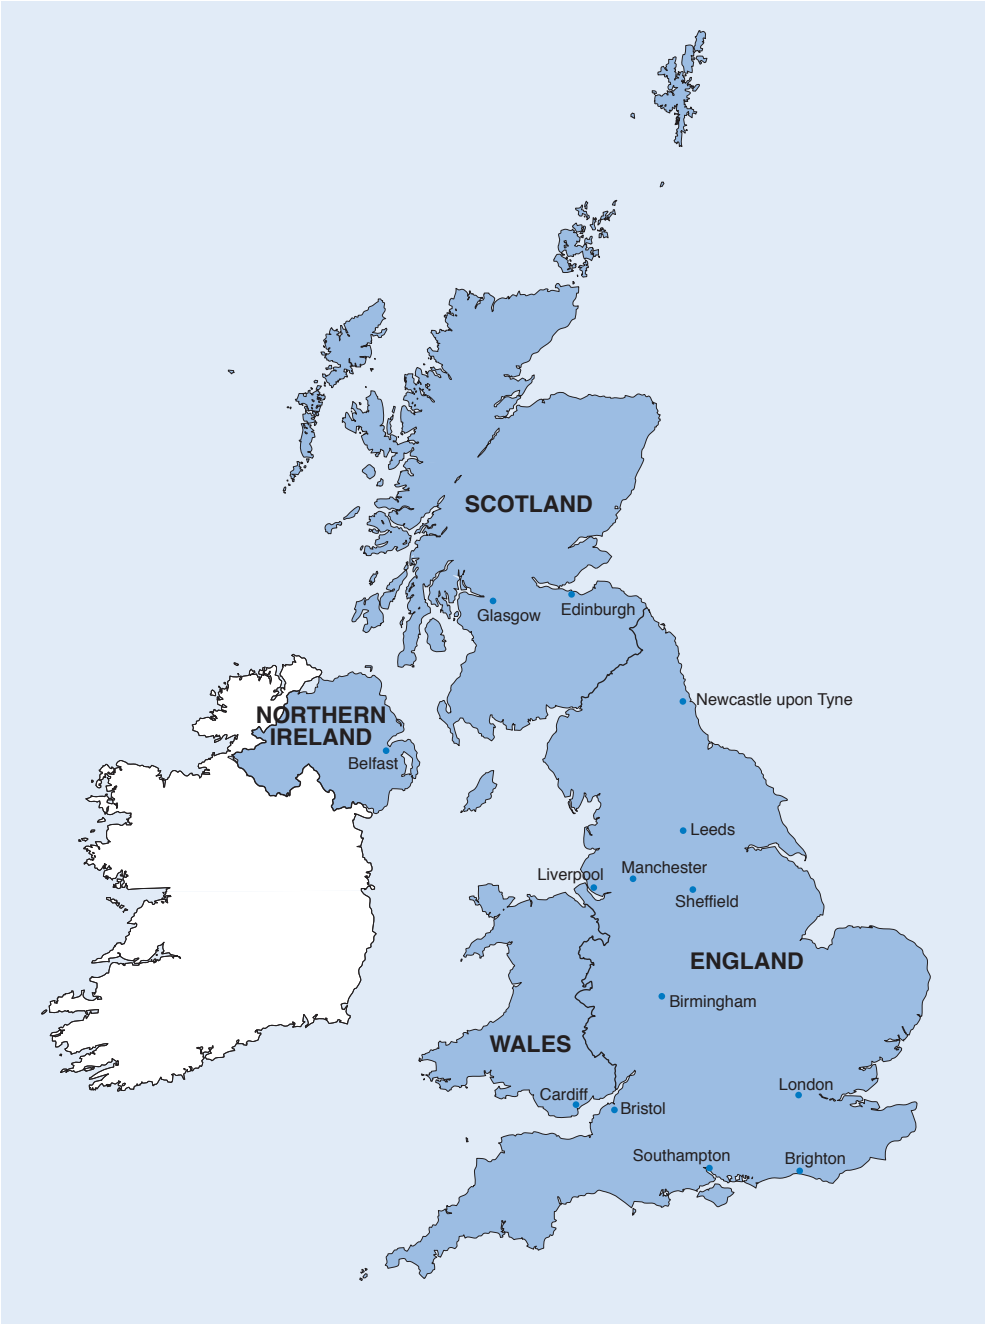 SCOTLAND
Glasgow
Edinburgh
Newcastle upon Tyne
NORTHERN
IRELAND
Belfast
Leeds
Liverpool
Manchester
Sheffield
ENGLAND
Birmingham
WALES
Cardiff
Bristol
London
Southampton
Brighton